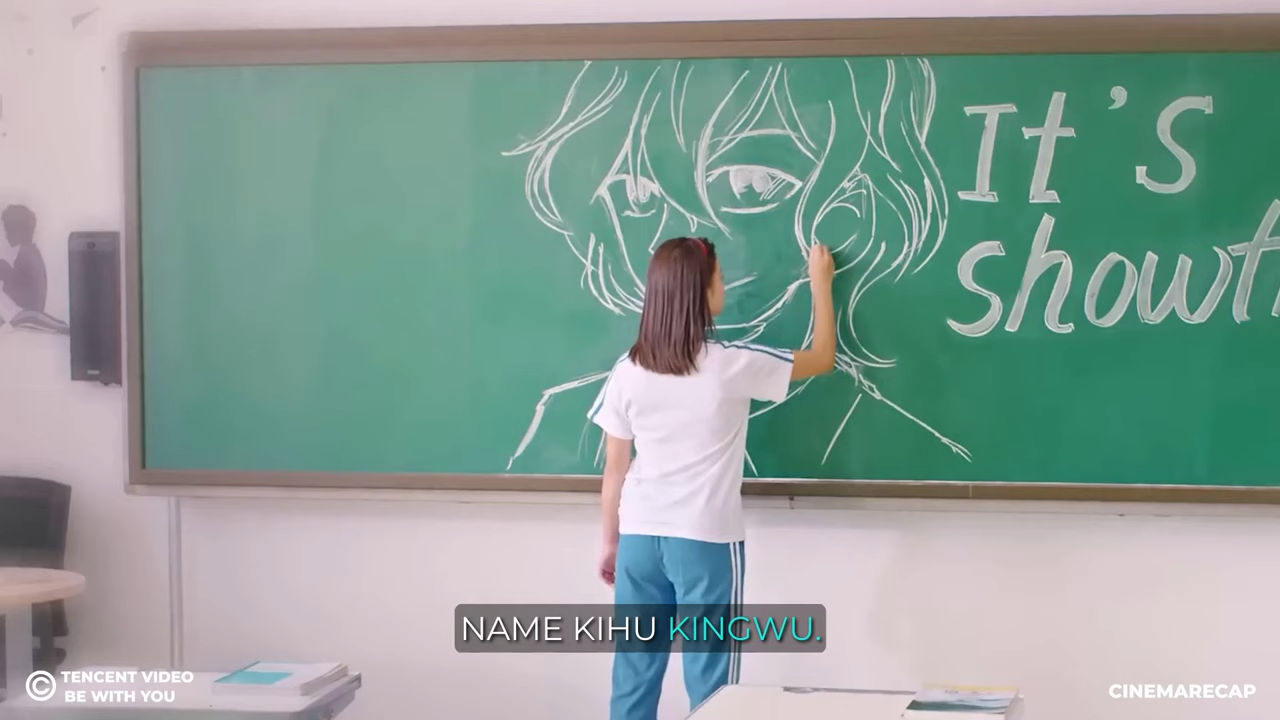 It's
showt
NAME KIHU KINGWU.
© TENCENT VIDEO
BE WITH YOU
CINEMARECAP